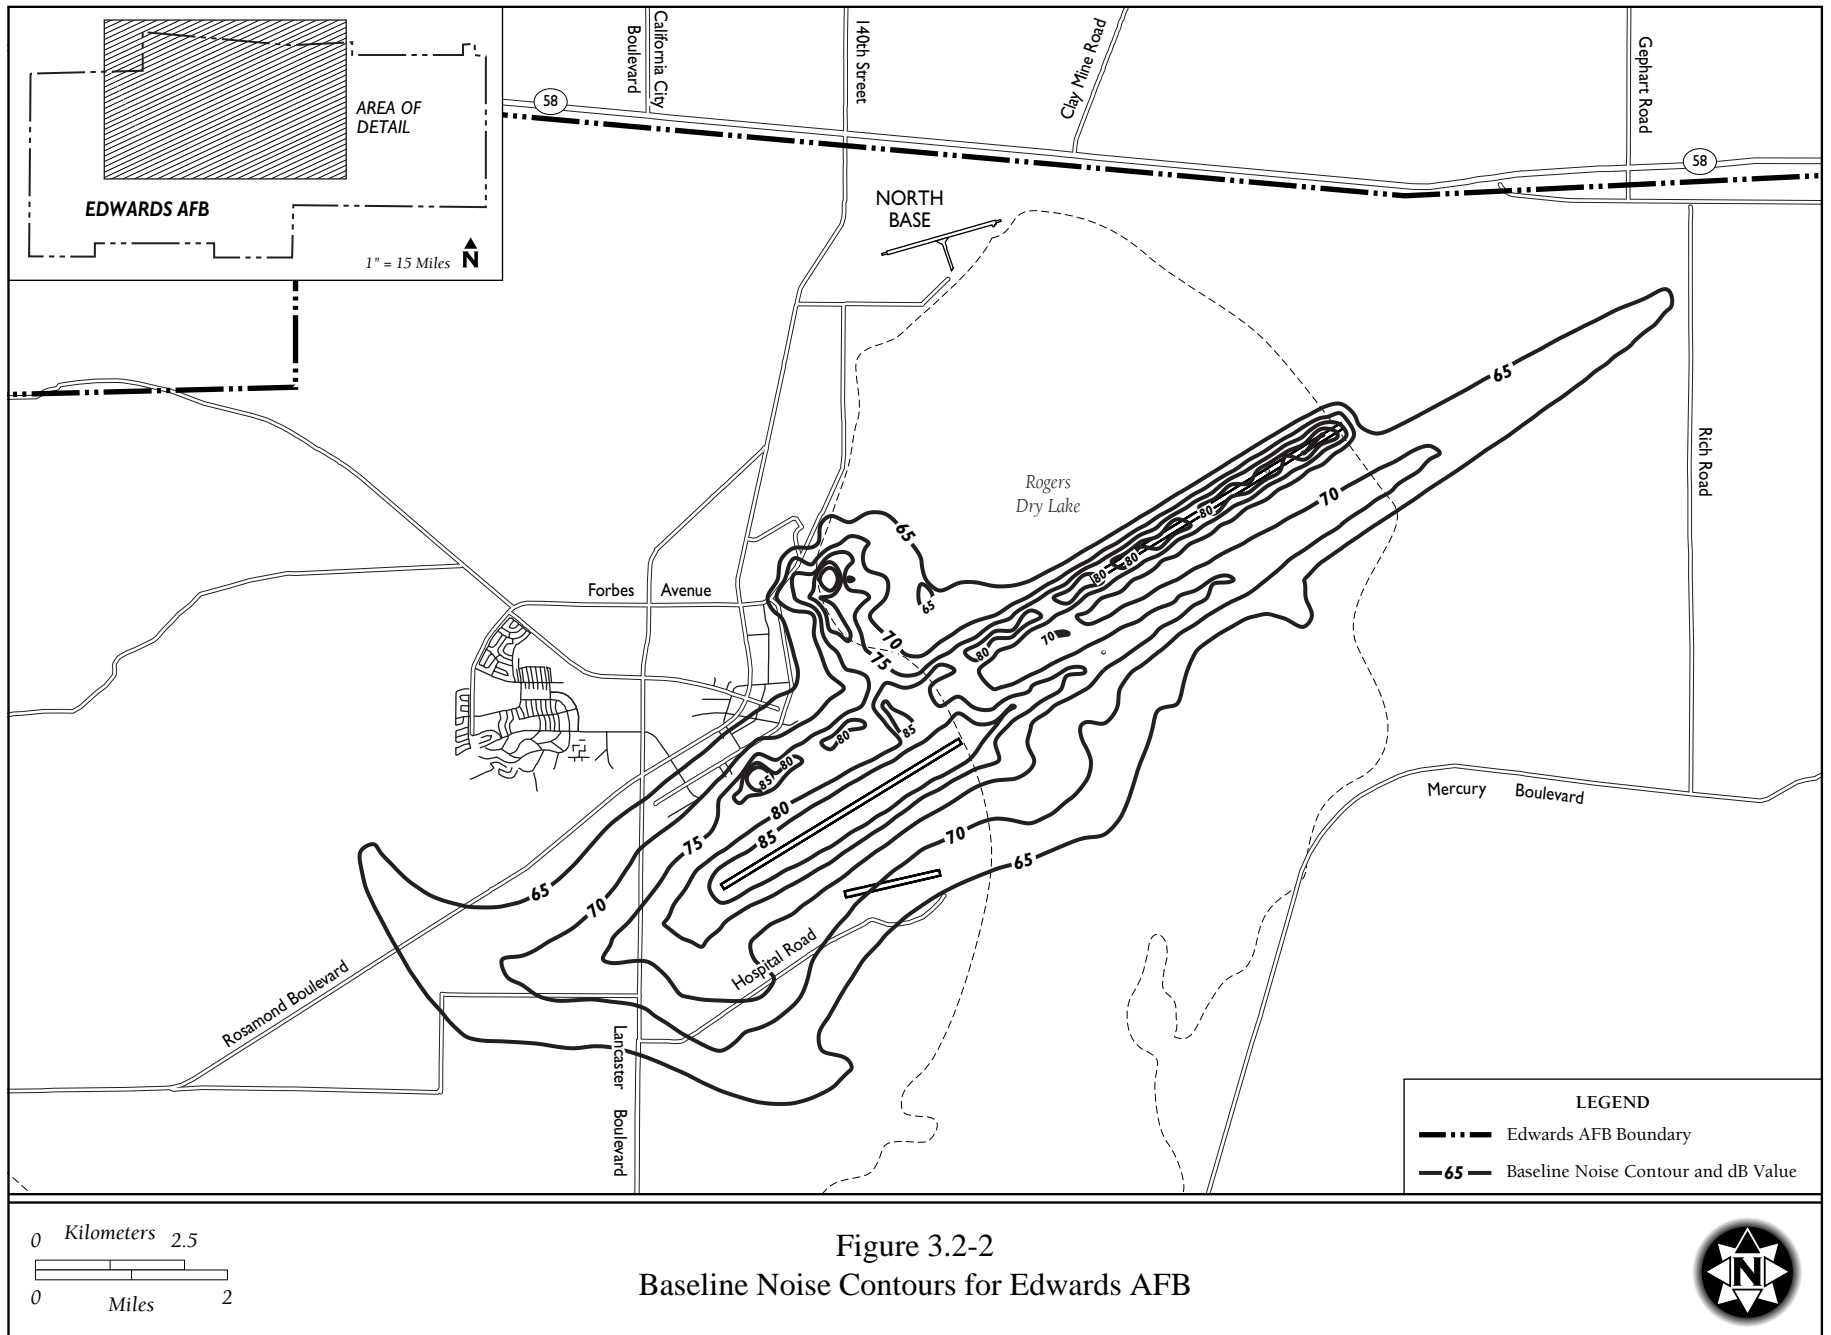 AREA OF
DETAIL
EDWARDS AFB
1" = 15 Miles N
California City
Boulevard
140th Street
Clay Mine Road
Gephart Road
58
58
NORTH
BASE
65
Rich Road
Rogers
Dry Lake
70
80
80
80
65
65
Forbes Avenue
70
75
80
70
85
80
80
85
80
85
75
Mercury Boulevard
70
65
65
70
Hospital Road
Rosamond Boulevard
Lancaster Boulevard
LEGEND
Edwards AFB Boundary
65 Baseline Noise Contour and dB Value
0 Kilometers 2.5
0 Miles 2
Figure 3.2-2
Baseline Noise Contours for Edwards AFB
N